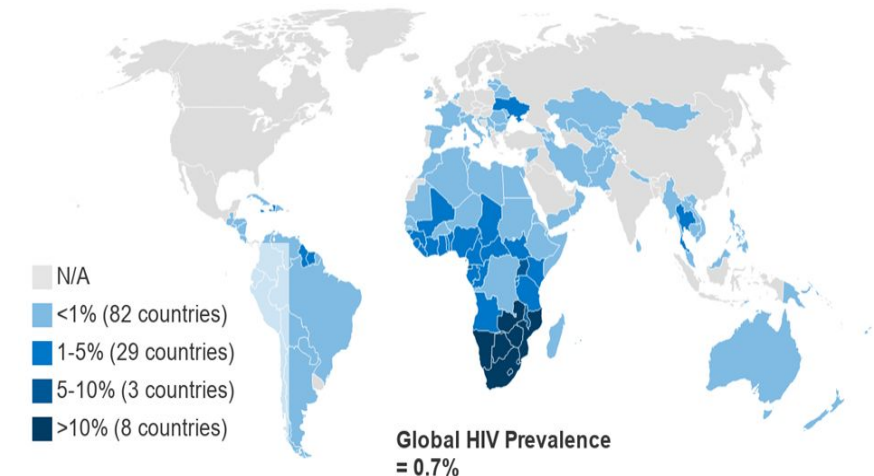 N/A
<1% (82 countries)
1-5% (29 countries)
5-10% (3 countries)
>10% (8 countries)
Global HIV Prevalence
= 0.7%